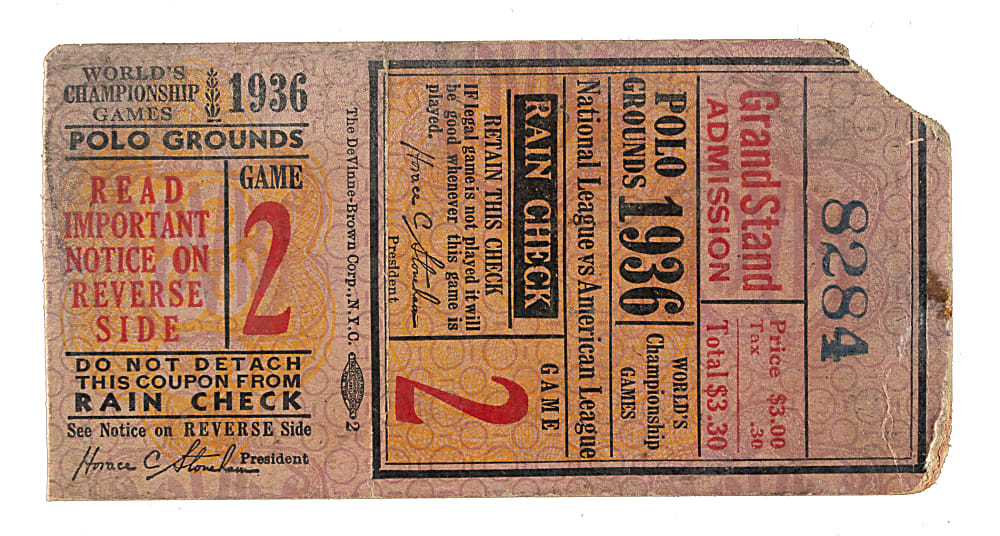 WORLD'S
CHAMPIONSHIP
GAMES
1936
POLO GROUNDS
READ
IMPORTANT
NOTICE ON
REVERSE
SIDE
GAME
2
DO NOT DETACH
THIS COUPON FROM
RAIN CHECK
See Notice on REVERSE Side
Horace C Stoneham President
The DeVinne-Brown Corp., N.Y.C. 2
8284
GrandStand
ADMISSION
Price $3.00
Tax .30
Total $3.30
POLO
GROUNDS 1936
WORLD'S
Championship
GAMES
National League vs American League
RAIN CHECK
RETAIN THIS CHECK
If legal game is not played it will
be good whenever this game is
played.
Horace C Stoneham
President
GAME
2